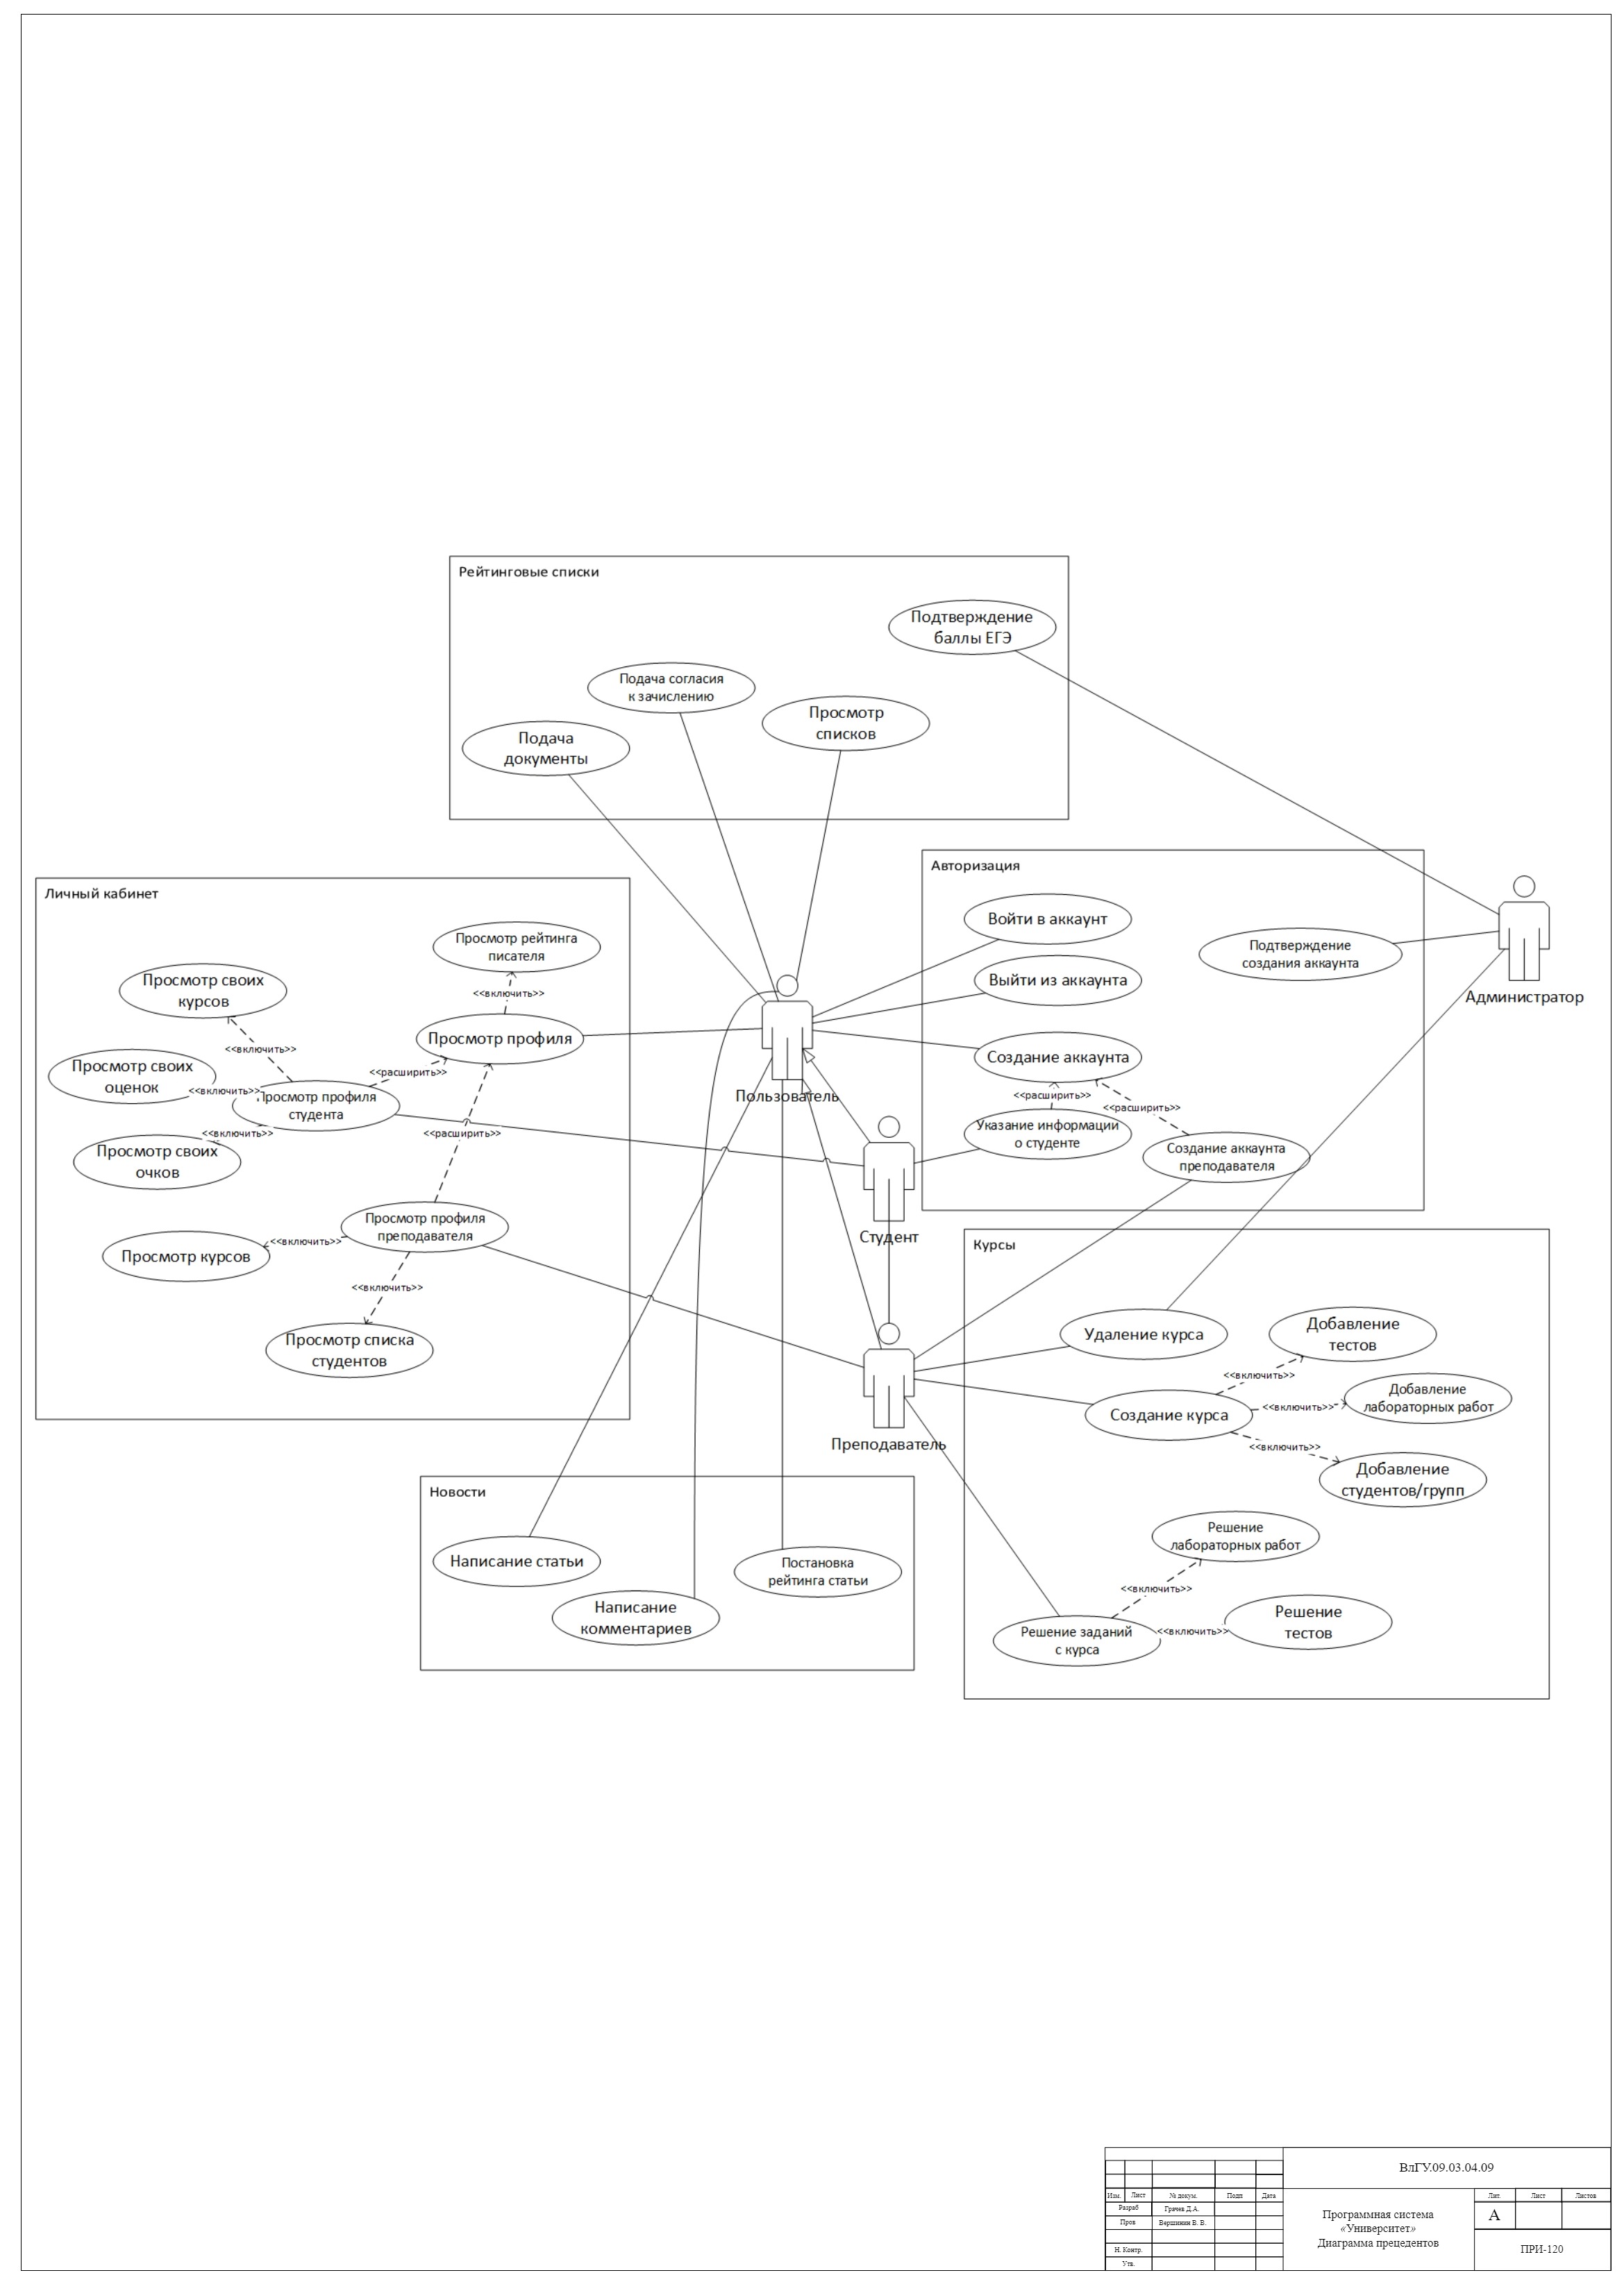 Рейтинговые списки
Подтверждение
баллы ЕГЭ
Подача согласия
к зачислению
Просмотр
списков
Подача
документы
Личный кабинет
Просмотр рейтинга
писателя
<<включить>>
Просмотр своих
курсов
Просмотр профиля
<<включить>>
Просмотр своих
оценок
<<расширить>>
<<включить>>
Просмотр профиля
студента
<<включить>>
Просмотр своих
очков
<<расширить>>
Просмотр профиля
преподавателя
<<включить>>
Просмотр курсов
<<включить>>
Просмотр списка
студентов
Авторизация
Войти в аккаунт
Подтверждение
создания аккаунта
Выйти из аккаунта
Администратор
Создание аккаунта
Пользователь
<<расширить>>
<<расширить>>
Указание информации
о студенте
Создание аккаунта
преподавателя
Студент
Курсы
Удаление курса
Добавление
тестов
<<включить>>
Добавление
лабораторных работ
<<включить>>
Создание курса
Преподаватель
<<включить>>
Добавление
студентов/групп
Новости
Написание статьи
Постановка
рейтинга статьи
Написание
комментариев
Решение
лабораторных работ
<<включить>>
Решение
тестов
Решение заданий
с курса
<<включить>>
ВлГУ.09.03.04.09
Изм. Лист № докум. Подп Дата
Разраб Грачев Д.А.
Пров Вершинин В. В.
Н. Контр.
Утв.
Программная система
«Университет»
Диаграмма прецедентов
Лит. Лист Листов
А
ПРИ-120